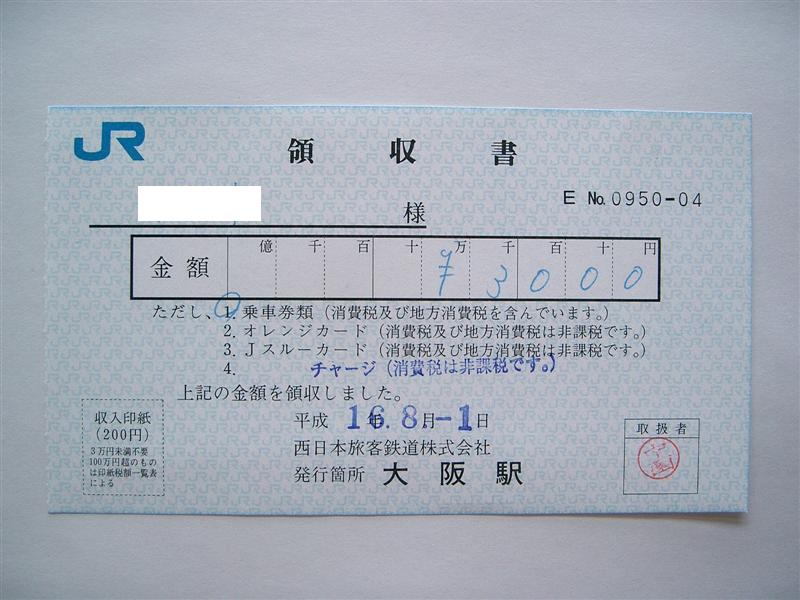 JR
領収書
様
E No.0950-04
金額 億 千 百 十 万 千 百 十 円
¥ 3 0 0 0
ただし、1.乗車券類(消費税及び地方消費税を含んでいます。)
2.オレンジカード(消費税及び地方消費税は非課税です。)
3.Jスルーカード(消費税及び地方消費税は非課税です。)
4. チャージ(消費税は非課税です。)
上記の金額を領収しました。
平成 16年 8月 -1日
西日本旅客鉄道株式会社
発行箇所 大阪駅
収入印紙
(200円)
3万円未満不要
100万円超のもの
は印紙税額一覧表
による
取扱者